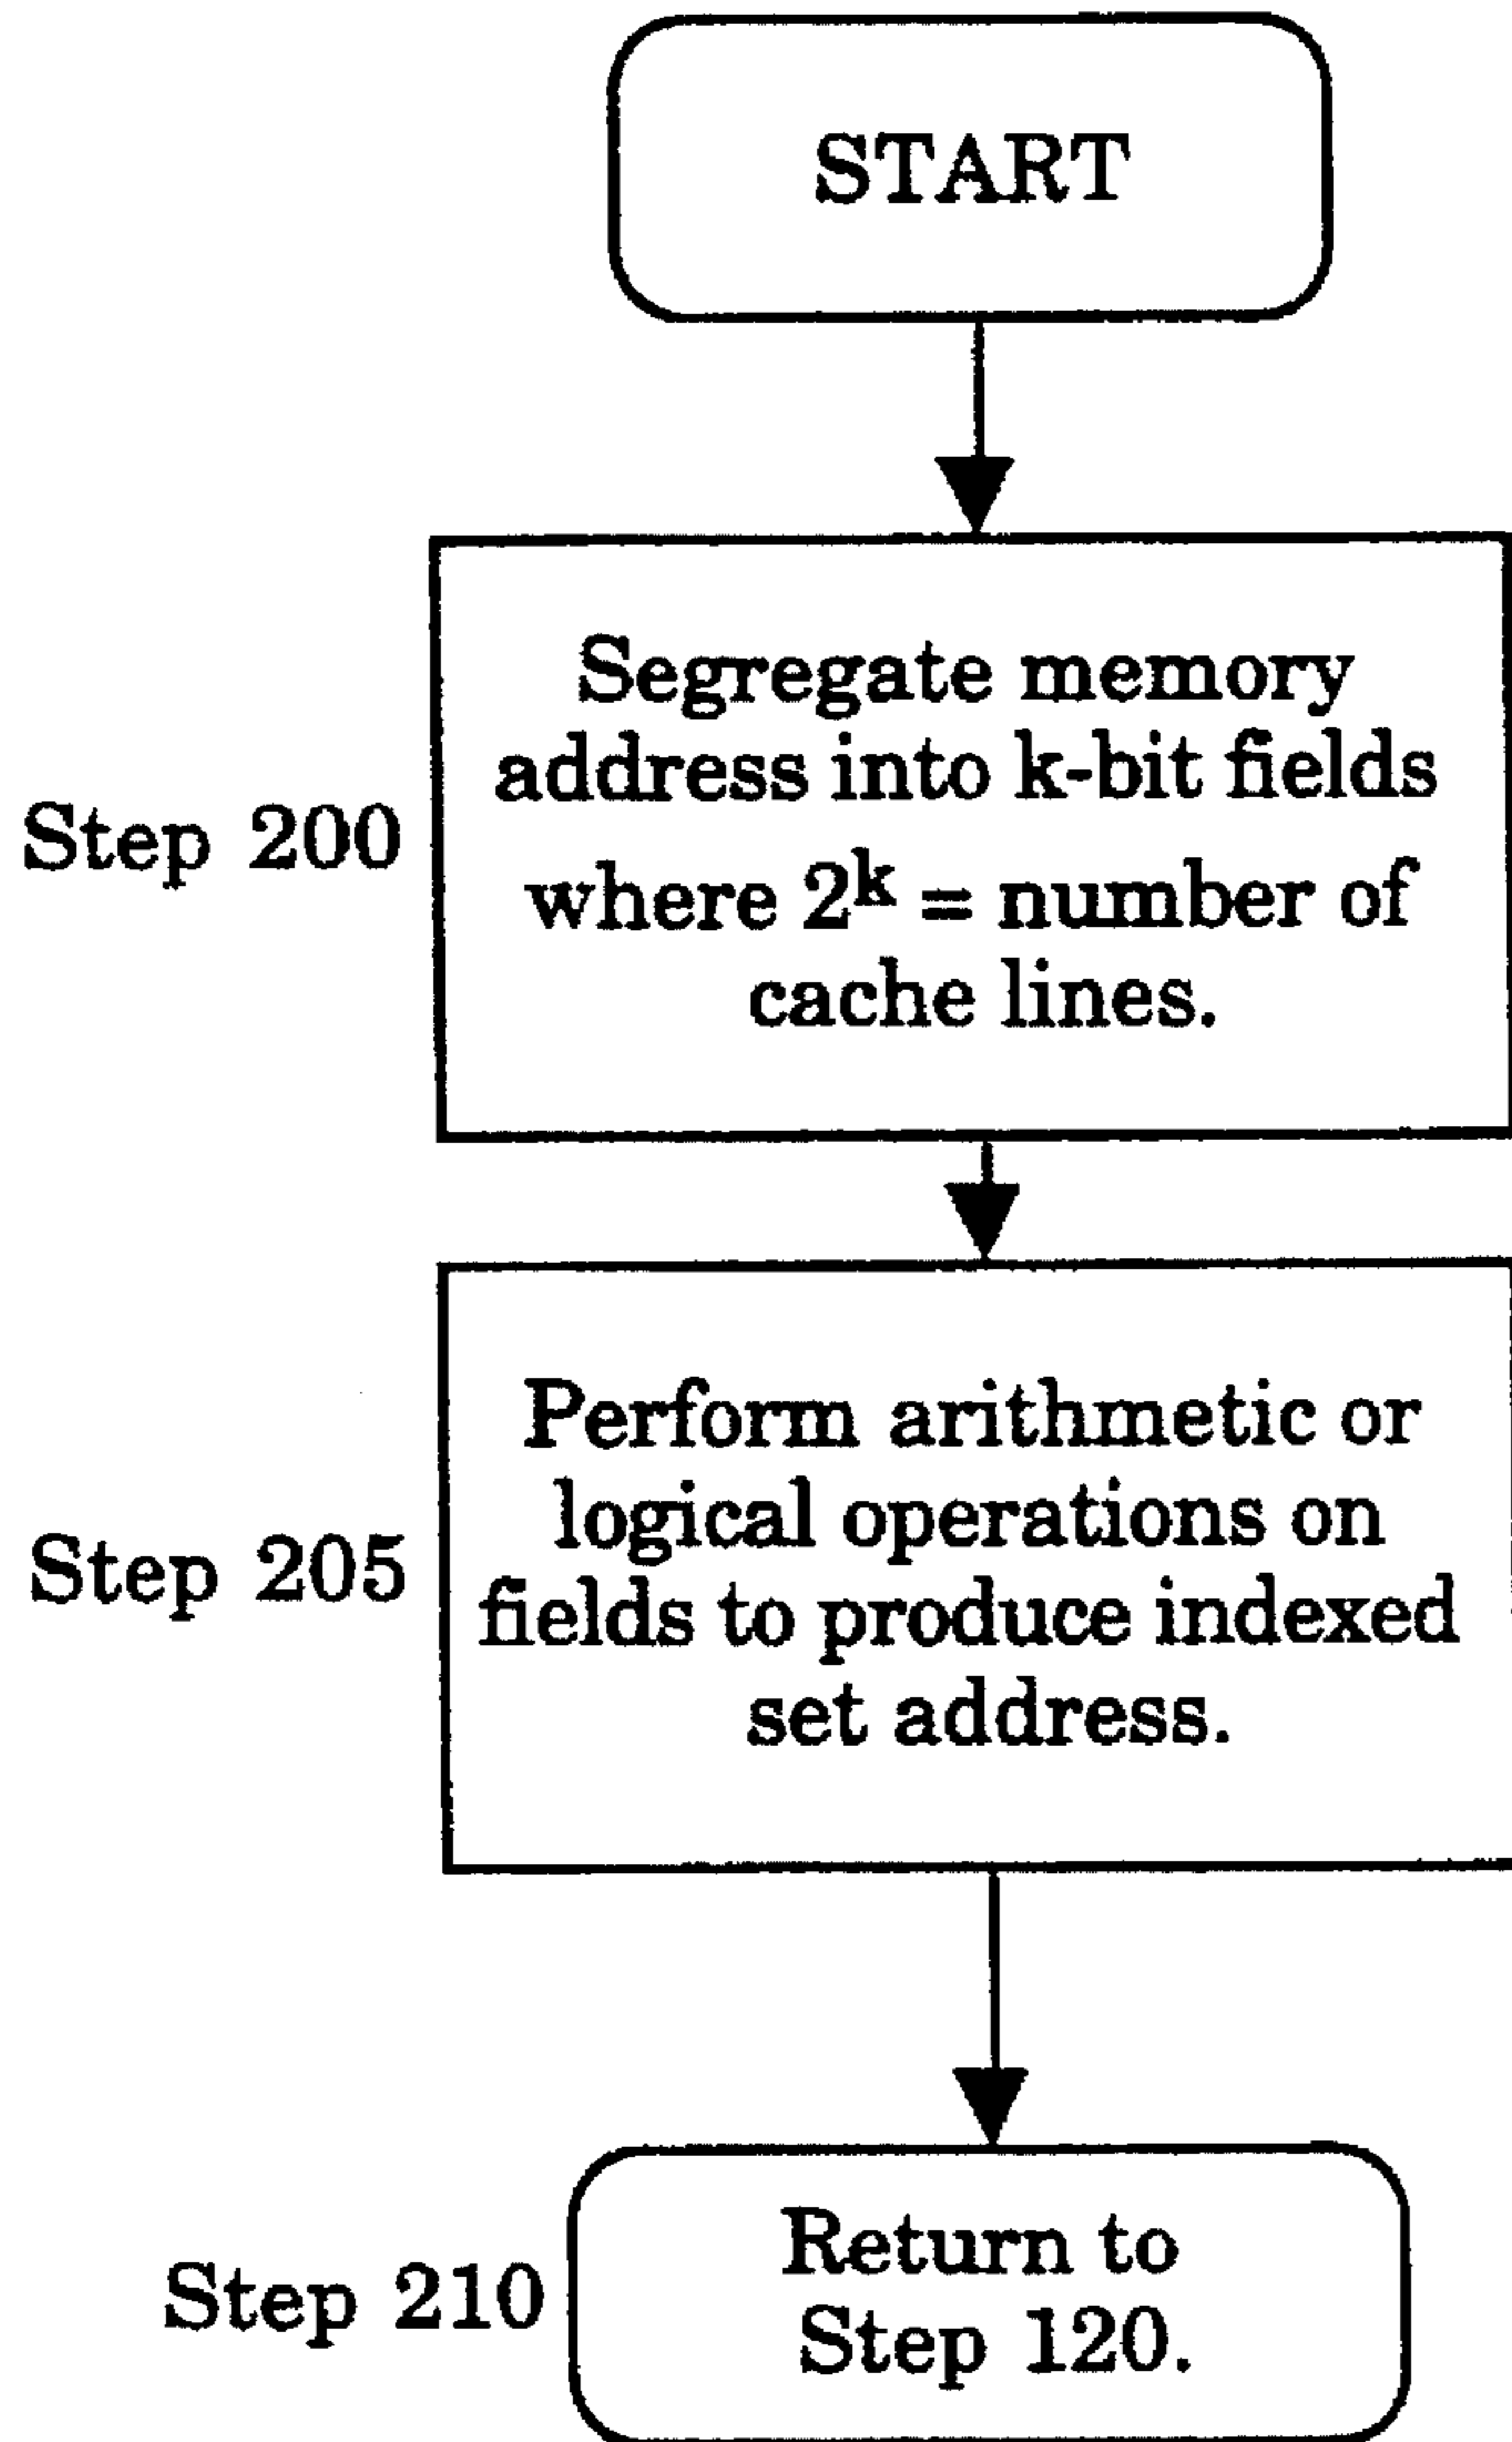 START
Segregate memory
address into k-bit fields
Step 200
where 2^k = number of
cache lines.
Perform arithmetic or
logical operations on
Step 205
fields to produce indexed
set address.
Return to
Step 210
Step 120.